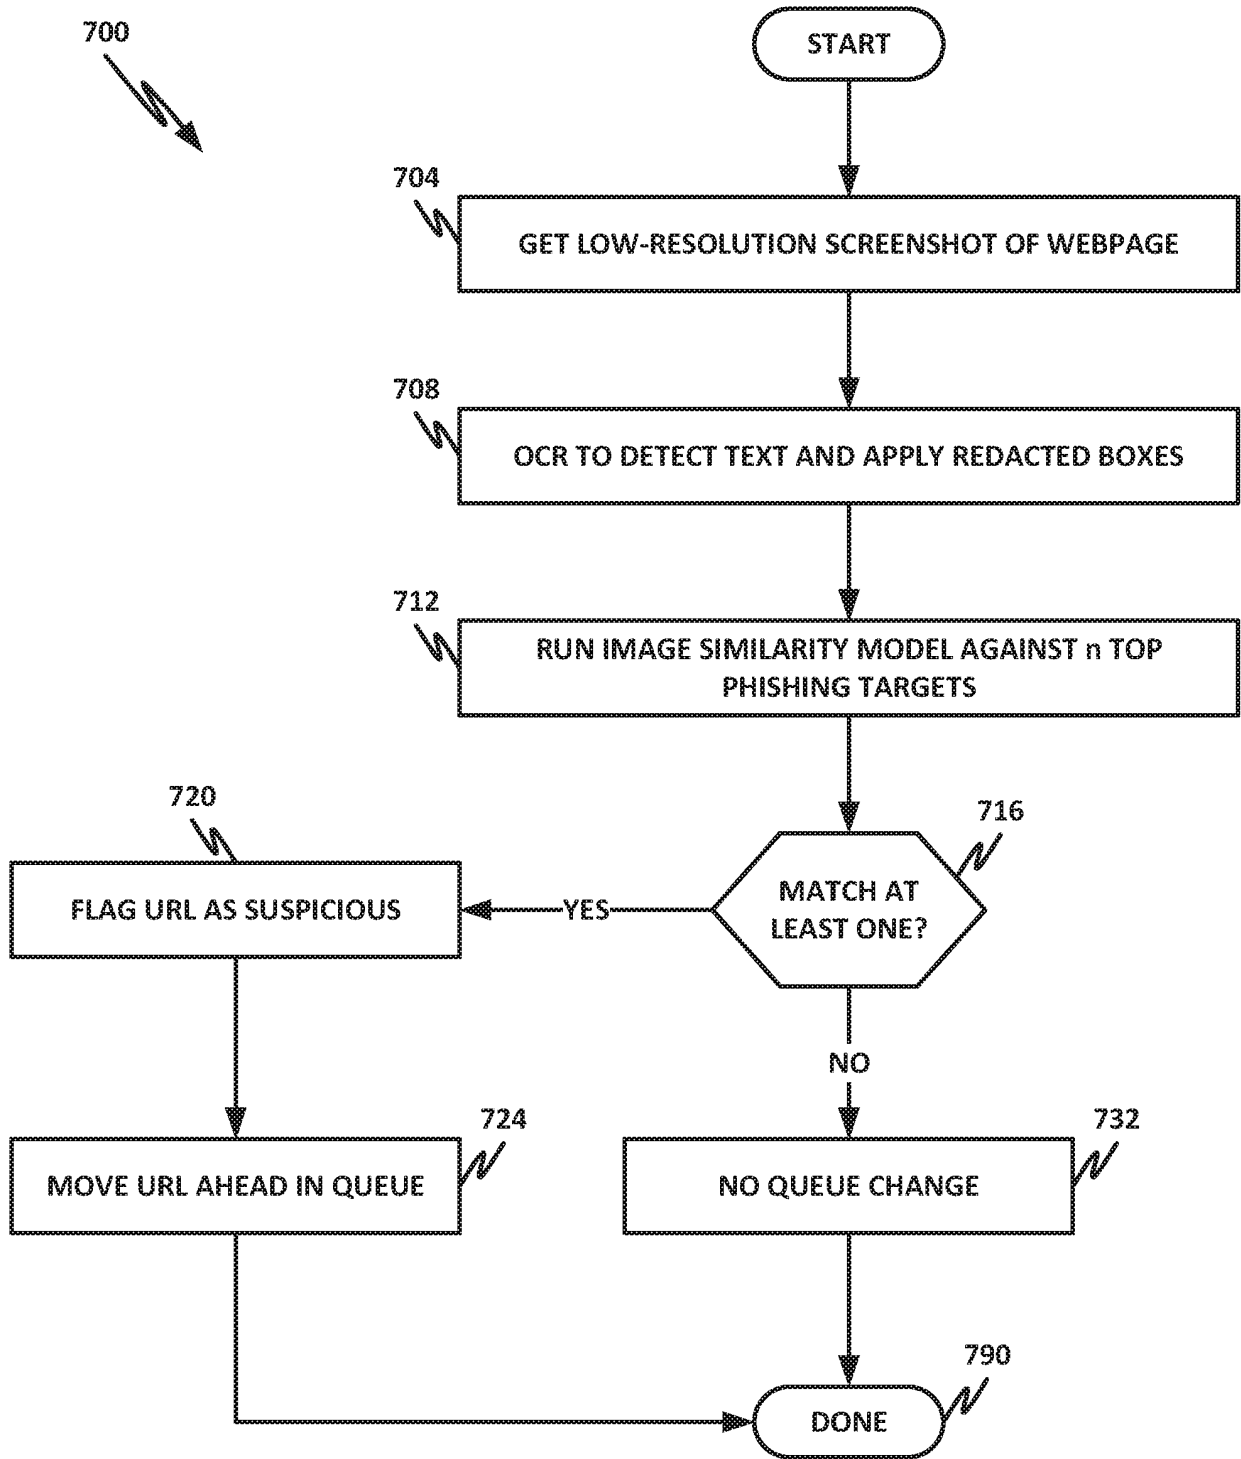 700
START
704
GET LOW-RESOLUTION SCREENSHOT OF WEBPAGE
708
OCR TO DETECT TEXT AND APPLY REDACTED BOXES
712
RUN IMAGE SIMILARITY MODEL AGAINST n TOP
PHISHING TARGETS
720
716
FLAG URL AS SUSPICIOUS
YES
MATCH AT
LEAST ONE?
NO
724
732
MOVE URL AHEAD IN QUEUE
NO QUEUE CHANGE
790
DONE